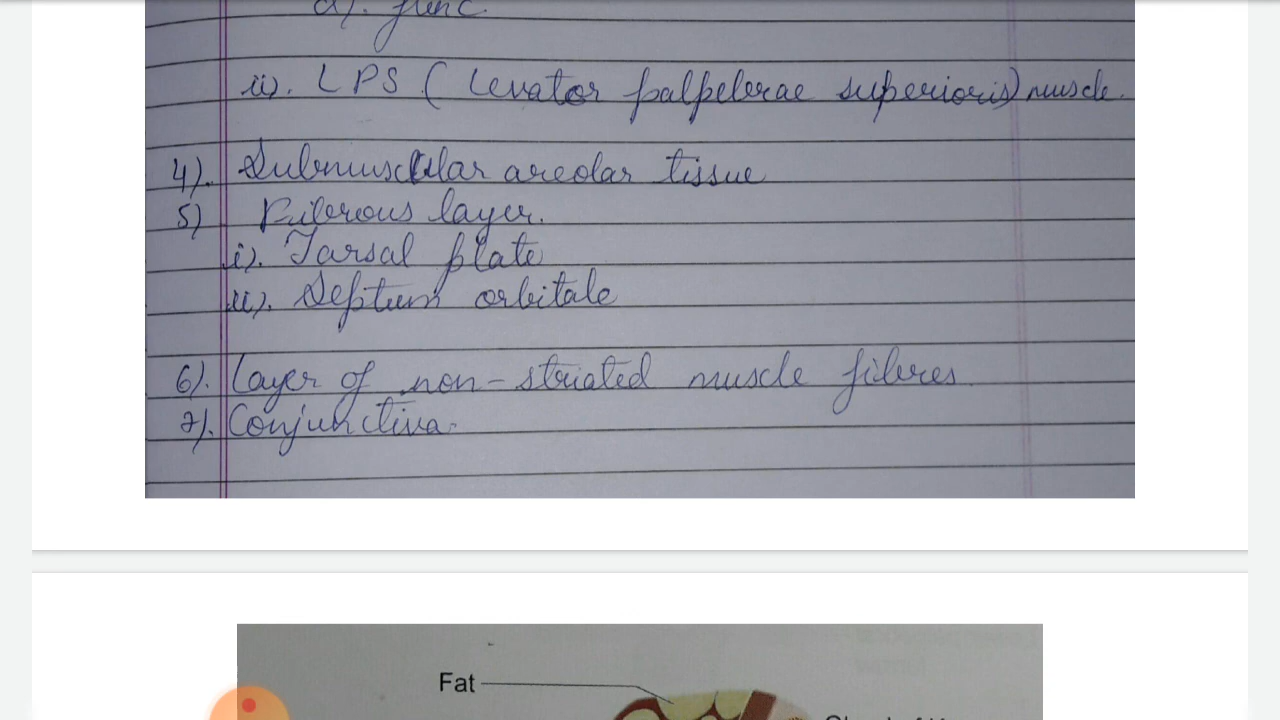 ii). LPS ( Levator palpebrae superioris) muscle.
4). Submuscular areolar tissue
5) Fibrous layer.
i). Tarsal plate
ii). Septum orbitale
6). Layer of non-striated muscle fibres
7). Conjunctiva.
Fat